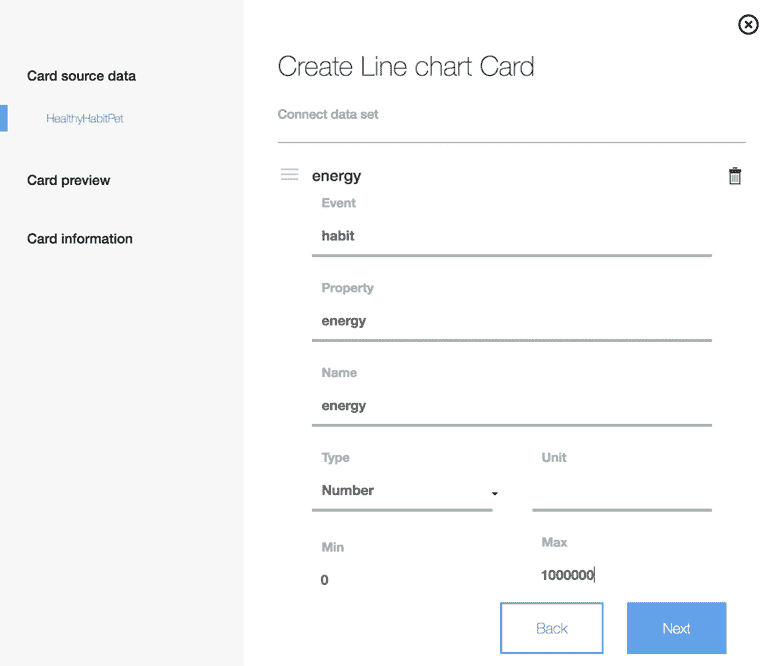 Create Line chart Card
Card source data
HealthyHabitPet
Card preview
Card information
Connect data set
energy
Event
habit
Property
energy
Name
energy
Type
Unit
Number
Min
Max
0
1000000
Back
Next